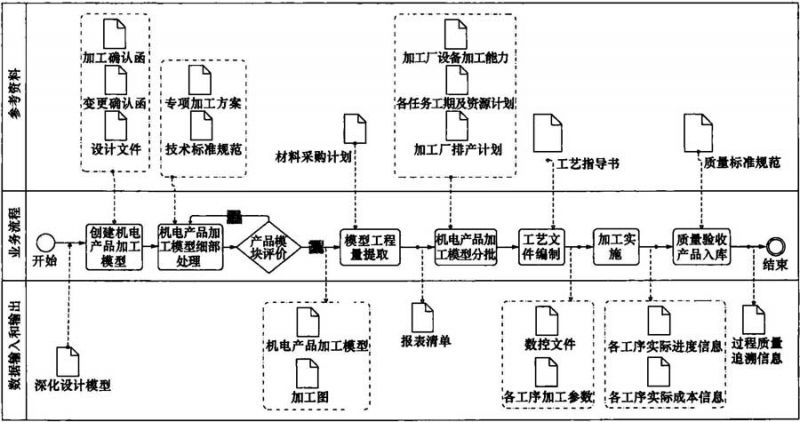 参考资料
加工确认函
变更确认函
设计文件
专项加工方案
技术标准规范
材料采购计划
加工厂设备加工能力
各任务工期及资源计划
加工厂排产计划
工艺指导书
质量标准规范
业务流程
开始
创建机电
产品加工
模型
机电产品加
工模型细部
处理
产品模
块评价
模型工程
量提取
机电产品加
工模型分批
工艺文
件编制
加工实
施
质量验收
产品入库
结束
数据输入和输出
深化设计模型
机电产品加工模型
加工图
报表清单
数控文件
各工序加工参数
各工序实际进度信息
各工序实际成本信息
过程质量
追溯信息